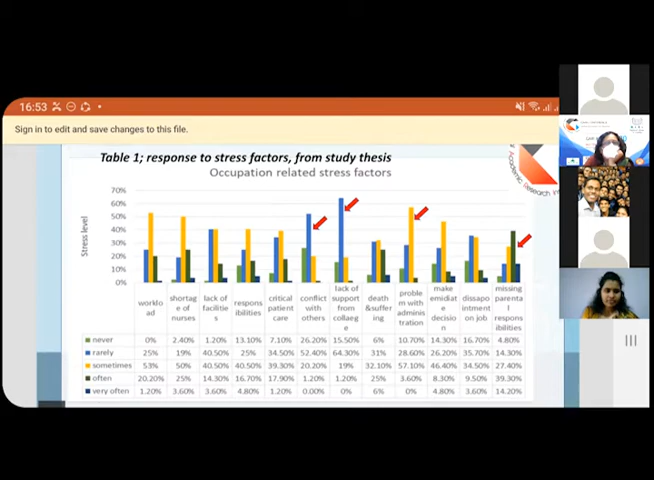 16:53
Sign in to edit and save changes to this file.
Table 1; response to stress factors, from study thesis
Occupation related stress factors
Stress level
70%
60%
50%
40%
30%
20%
10%
0%
worklo
ad
shortag
e of
nurses
lack of
facilitie
s
respons
ibilities
critical
patient
care
conflict
with
others
lack of
support
from
collaeg
e
death
&suffer
ing
proble
m with
adminis
tration
make
emidiat
e
decisio
n
dissapo
intment
on job
missing
parenta
l
respons
ibilities
never 0% 2.40% 1.20% 13.10% 7.10% 26.20% 15.50% 6% 10.70% 14.30% 16.70% 4.80%
rarely 25% 19% 40.50% 25% 34.50% 52.40% 64.30% 31% 28.60% 26.20% 35.70% 14.30%
sometimes 53% 50% 40.50% 40.50% 39.30% 20.20% 19% 32.10% 57.10% 46.40% 34.50% 27.40%
often 20.20% 25% 14.30% 16.70% 17.90% 1.20% 1.20% 25% 3.60% 8.30% 9.50% 39.30%
very often 1.20% 3.60% 3.60% 4.80% 1.20% 0.00% 0% 6% 0% 4.80% 3.60% 14.20%